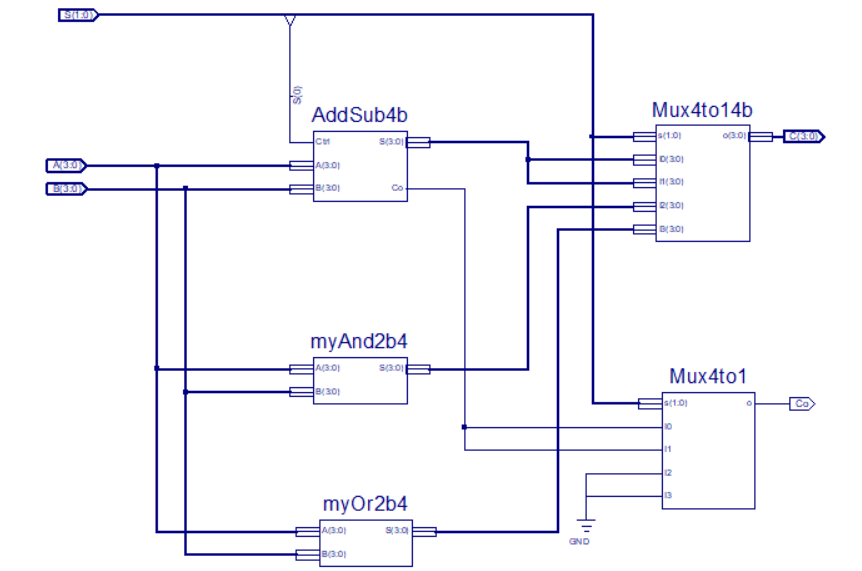 S(1:0)
S(0)
AddSub4b
Ctrl
S(3:0)
A(3:0)
A(3:0)
B(3:0)
B(3:0)
Co
Mux4to14b
s(1:0)
o(3:0)
C(3:0)
I0(3:0)
I1(3:0)
I2(3:0)
I3(3:0)
myAnd2b4
A(3:0)
S(3:0)
B(3:0)
Mux4to1
s(1:0)
o
Co
I0
I1
I2
I3
GND
myOr2b4
A(3:0)
S(3:0)
B(3:0)